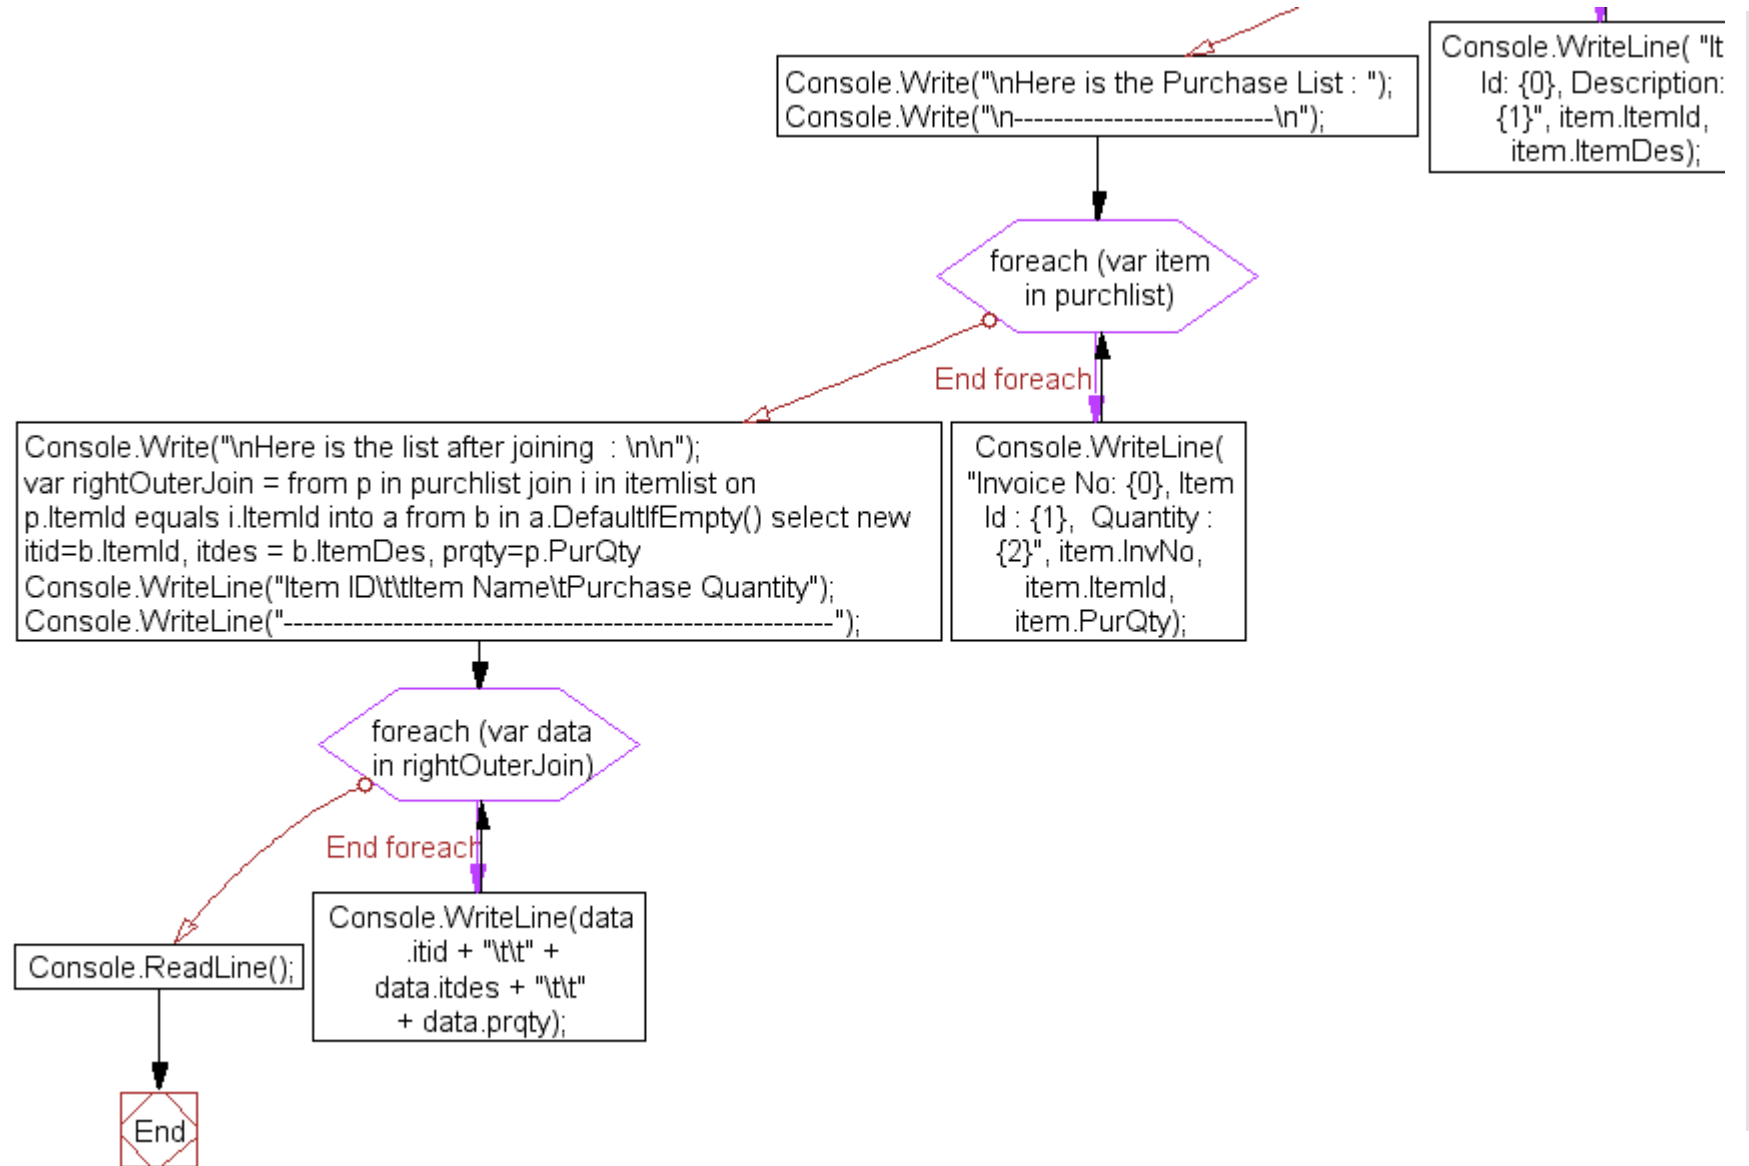 Console.Write("\nHere is the Purchase List : ");
Console.Write("\n--------------------------\n");
Console.WriteLine( "It
Id: {0}, Description:
{1}", item.ItemId,
item.ItemDes);
foreach (var item
in purchlist)
End foreach
Console.Write("\nHere is the list after joining  : \n\n");
var rightOuterJoin = from p in purchlist join i in itemlist on
p.ItemId equals i.ItemId into a from b in a.DefaultIfEmpty() select new
itid=b.ItemId, itdes = b.ItemDes, prqty=p.PurQty
Console.WriteLine("Item ID\t\tItem Name\tPurchase Quantity");
Console.WriteLine("-------------------------------------------------------");
Console.WriteLine(
"Invoice No: {0}, Item
Id : {1},  Quantity :
{2}", item.InvNo,
item.ItemId,
item.PurQty);
foreach (var data
in rightOuterJoin)
End foreach
Console.WriteLine(data
.itid + "\t\t" +
data.itdes + "\t\t"
+ data.prqty);
Console.ReadLine();
End